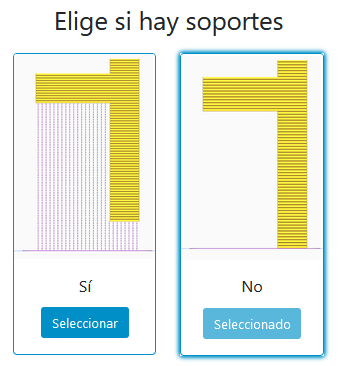 Elige si hay soportes
Sí
No
Seleccionar
Seleccionado